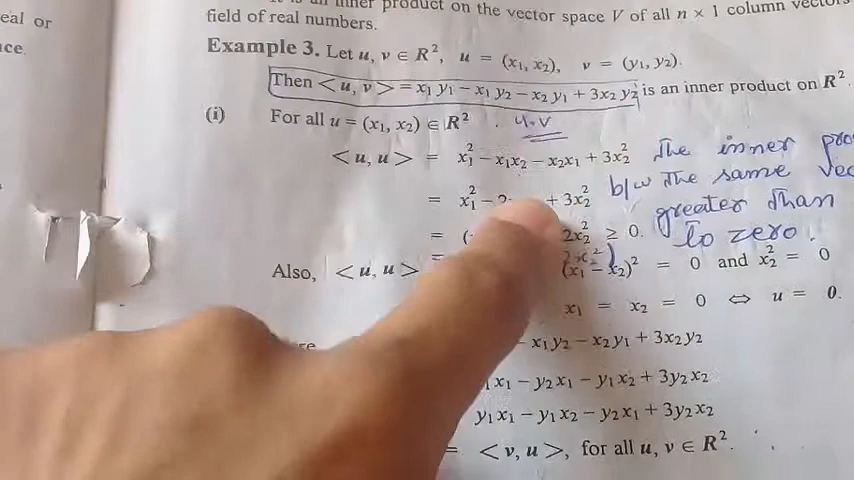 eal or
ce.
inner product on the vector space V of all n × 1 column vectors
field of real numbers.
Example 3. Let u, v ∈ R², u = (x₁, x₂), v = (y₁, y₂).
Then <u, v> = x₁ y₁ − x₁ y₂ − x₂ y₁ + 3x₂ y₂ is an inner product on R².
(i) For all u = (x₁, x₂) ∈ R² . u.v
<u, u> = x₁² − x₁x₂ − x₂x₁ + 3x₂² The inner
= x₁² − 2 + 3x₂² b/w The same
= ( 2x₂² ≥ 0. greater than
to zero.
Also, <u, u> = (x₁ − x₂)² = 0 and x₂² = 0
x₁ = x₂ = 0 ⇔ u = 0.
− x₁y₂ − x₂y₁ + 3x₂y₂
x₁ − y₂x₁ − y₁x₂ + 3y₂x₂
y₁x₁ − y₁x₂ − y₂x₁ + 3y₂x₂
= <v, u>, for all u, v ∈ R².